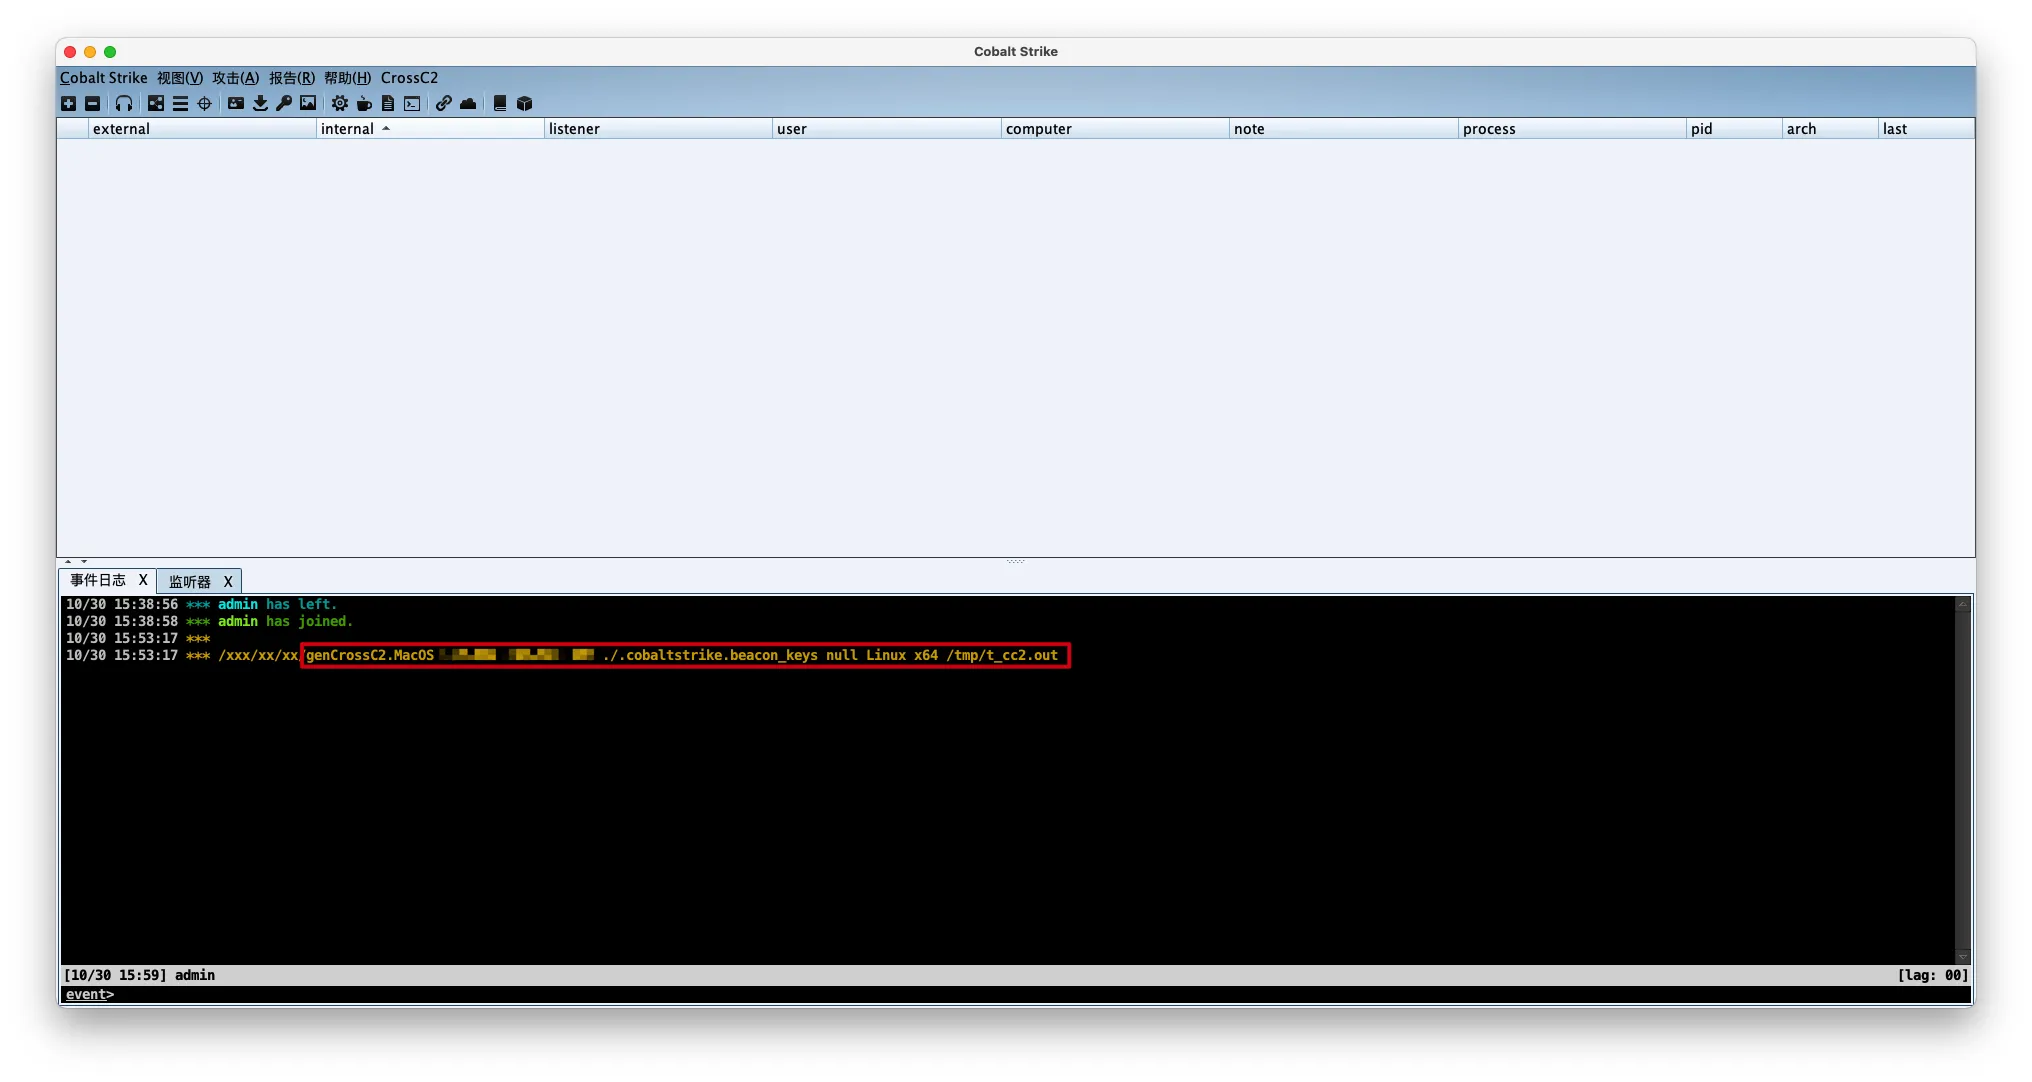 Cobalt Strike
Cobalt Strike 视图(V) 攻击(A) 报告(R) 帮助(H) CrossC2
external internal listener user computer note process pid arch last
事件日志 X 监听器 X
10/30 15:38:56 *** admin has left.
10/30 15:38:58 *** admin has joined.
10/30 15:53:17 ***
10/30 15:53:17 *** /xxx/xx/xx/genCrossC2.MacOS ./.cobaltstrike.beacon_keys null Linux x64 /tmp/t_cc2.out
[10/30 15:59] admin [lag: 00]
event>